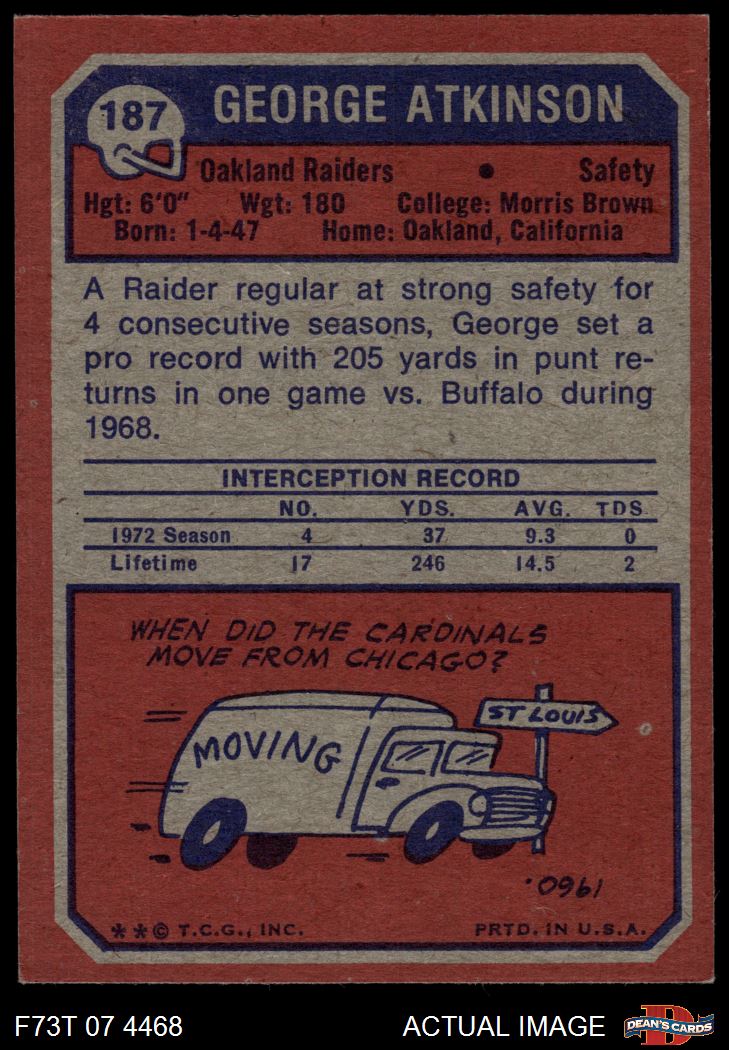 187
GEORGE ATKINSON
Oakland Raiders • Safety
Hgt: 6'0" Wgt: 180 College: Morris Brown
Born: 1-4-47 Home: Oakland, California
A Raider regular at strong safety for
4 consecutive seasons, George set a
pro record with 205 yards in punt re-
turns in one game vs. Buffalo during
1968.
INTERCEPTION RECORD
NO. YDS. AVG. TDS
1972 Season 4 37 9.3 0
Lifetime 17 246 14.5 2
WHEN DID THE CARDINALS
MOVE FROM CHICAGO?
ST LOUIS
MOVING
1960.
**© T.C.G., INC. PRTD. IN U.S.A.
F73T 07 4468 ACTUAL IMAGE
D
DEAN'S CARDS